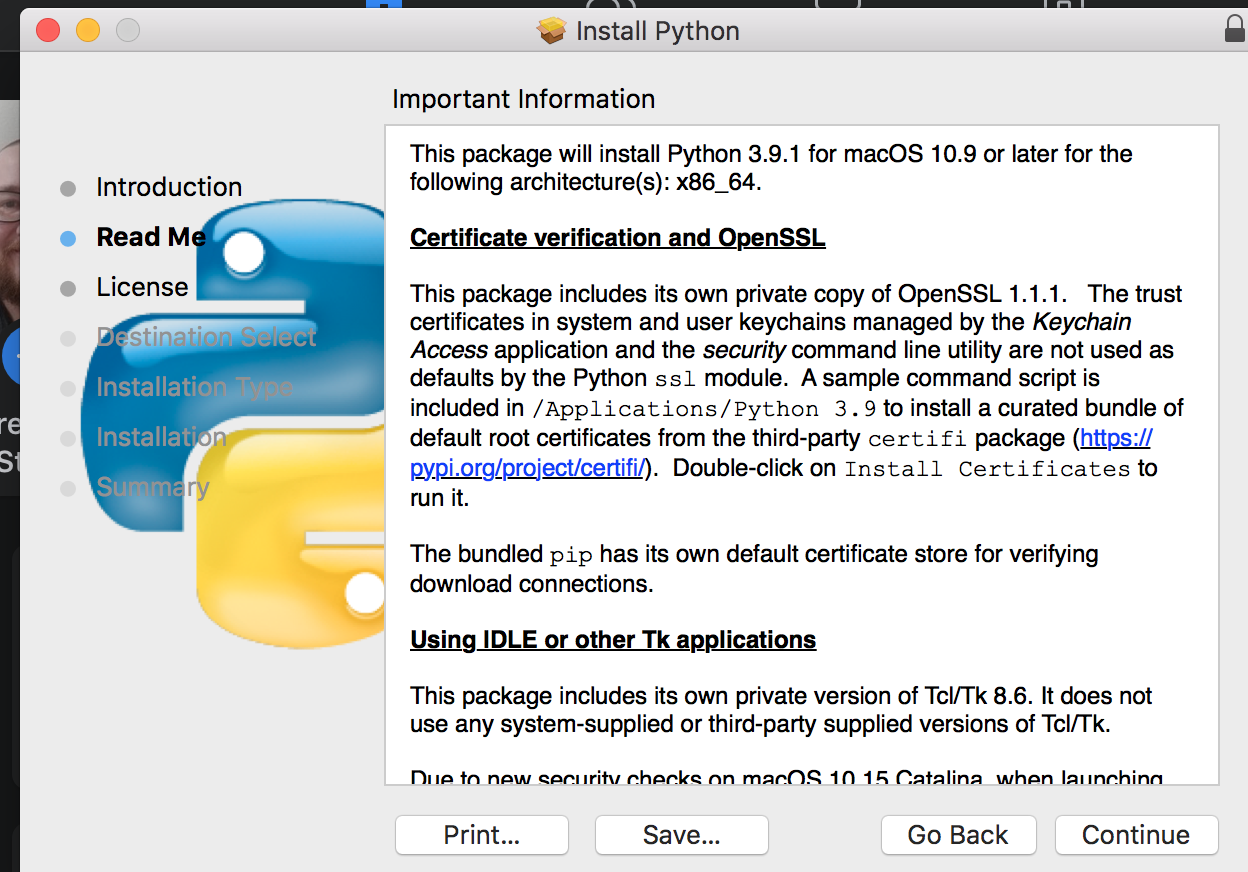 Install Python
Important Information
Introduction
Read Me
License
Destination Select
Installation Type
Installation
Summary
This package will install Python 3.9.1 for macOS 10.9 or later for the
following architecture(s): x86_64.
Certificate verification and OpenSSL
This package includes its own private copy of OpenSSL 1.1.1.   The trust
certificates in system and user keychains managed by the Keychain
Access application and the security command line utility are not used as
defaults by the Python ssl module.  A sample command script is
included in /Applications/Python 3.9 to install a curated bundle of
default root certificates from the third-party certifi package (https://
pypi.org/project/certifi/).  Double-click on Install Certificates to
run it.
The bundled pip has its own default certificate store for verifying
download connections.
Using IDLE or other Tk applications
This package includes its own private version of Tcl/Tk 8.6. It does not
use any system-supplied or third-party supplied versions of Tcl/Tk.
Due to new security checks on macOS 10.15 Catalina, when launching
Print...
Save...
Go Back
Continue